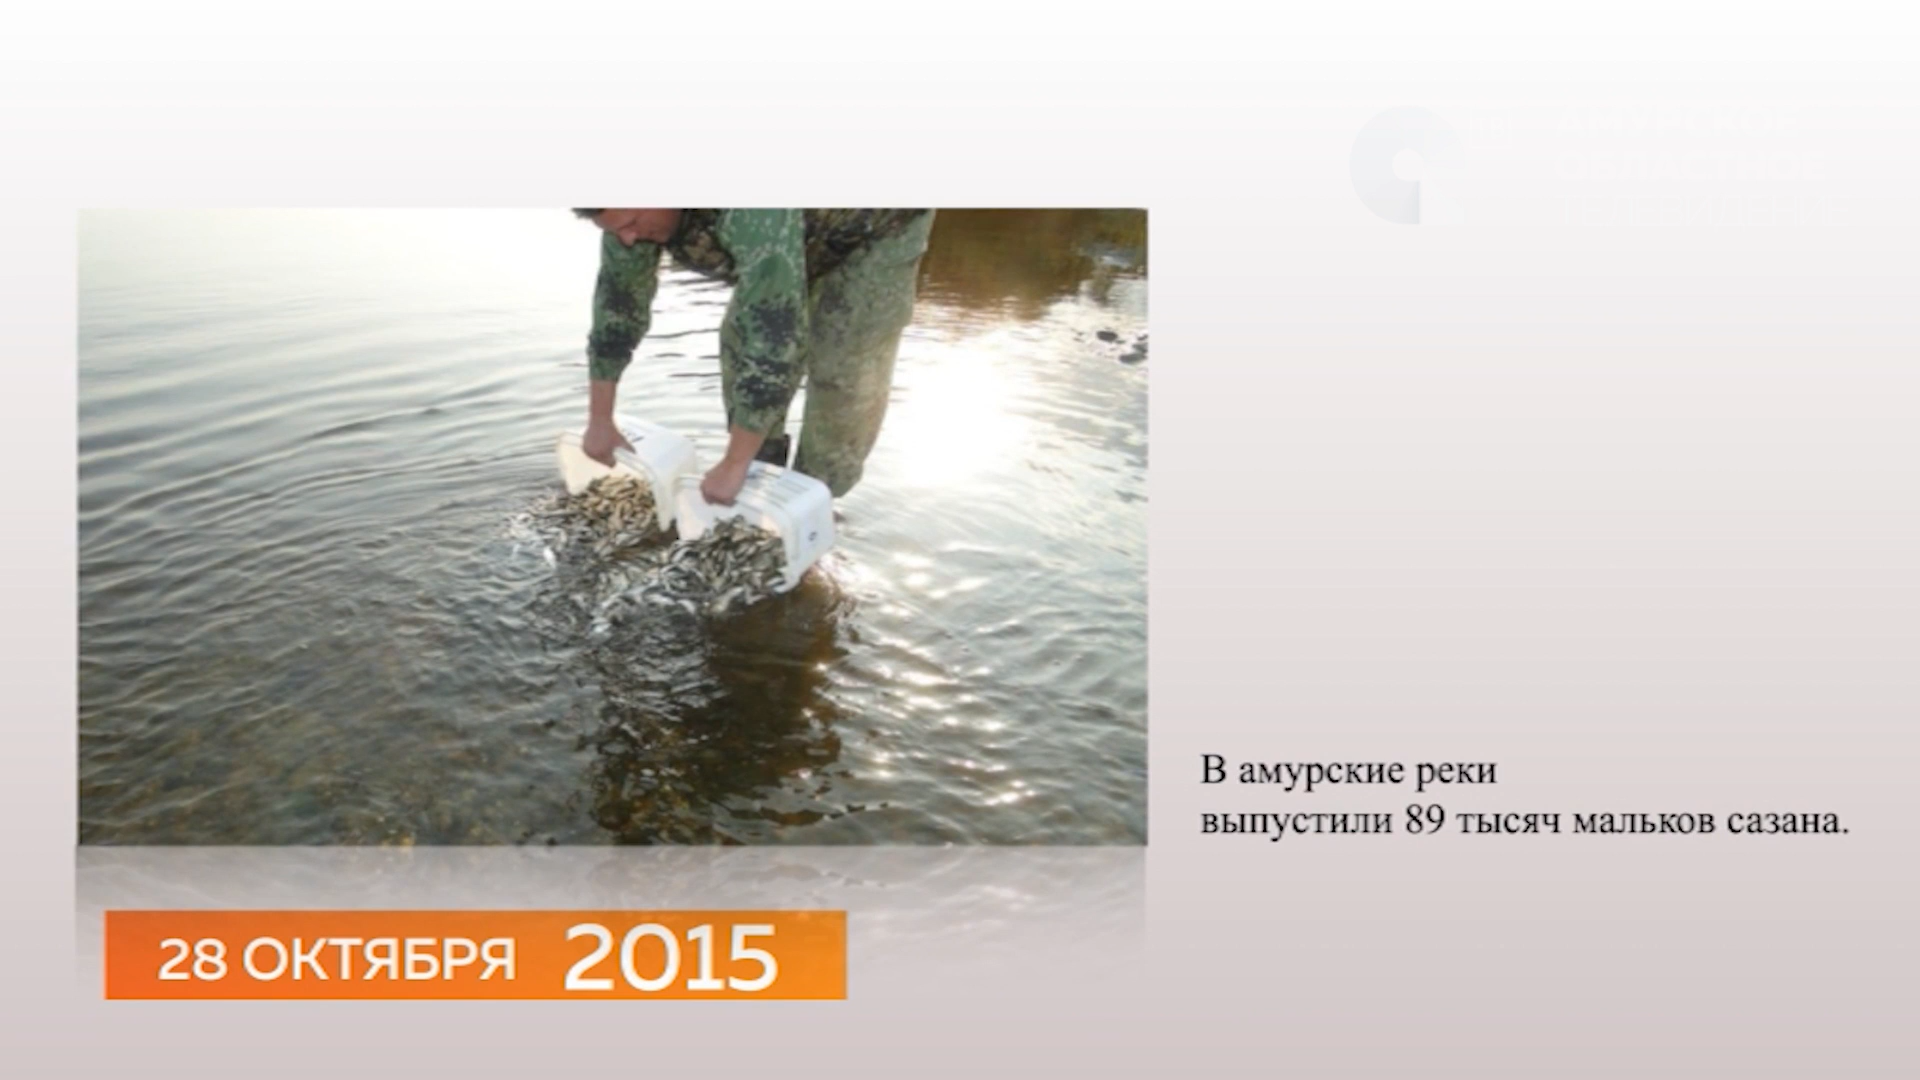 В амурские реки
выпустили 89 тысяч мальков сазана.
28 ОКТЯБРЯ 2015